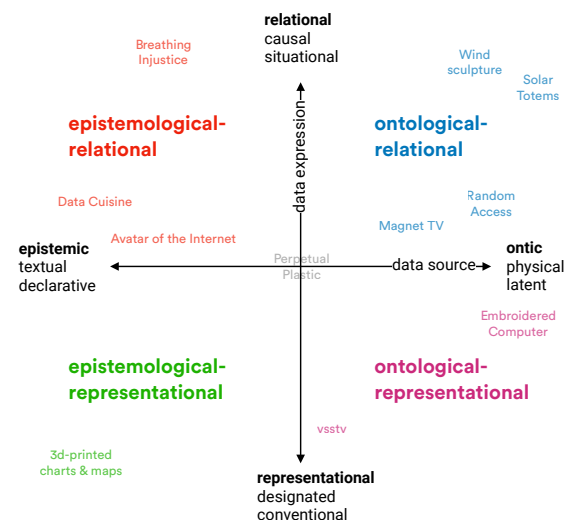 relational
causal
situational
Breathing
Injustice
Wind
sculpture
Solar
Totems
epistemological-
relational
data expression
ontological-
relational
Data Cuisine
Random
Access
Avatar of the Internet
Magnet TV
epistemic
textual
declarative
Perpetual
Plastic
data source
ontic
physical
latent
Embroidered
Computer
epistemological-
representational
ontological-
representational
vsstv
3d-printed
charts & maps
representational
designated
conventional